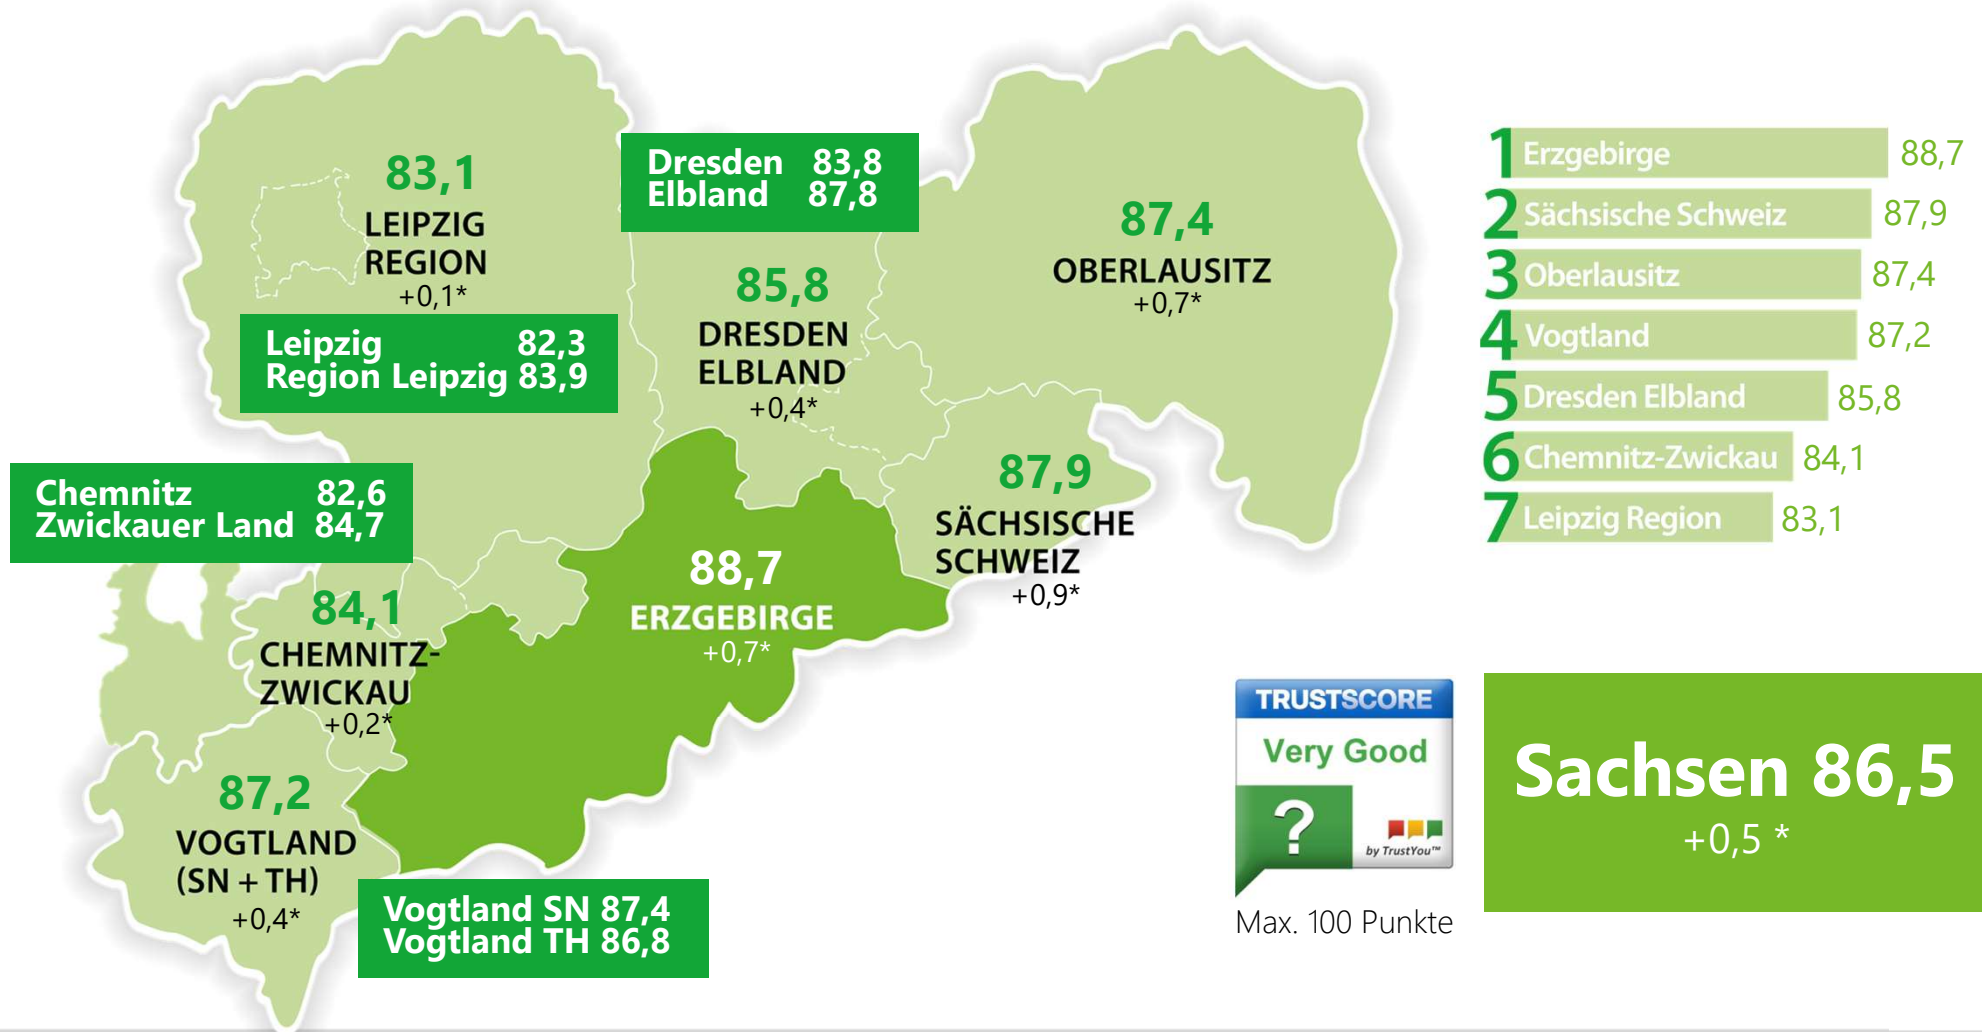 83,1
LEIPZIG
REGION
+0,1*
Leipzig 82,3
Region Leipzig 83,9
Dresden 83,8
Elbland 87,8
85,8
DRESDEN
ELBLAND
+0,4*
87,4
OBERLAUSITZ
+0,7*
87,9
SÄCHSISCHE
SCHWEIZ
+0,9*
Chemnitz 82,6
Zwickauer Land 84,7
84,1
CHEMNITZ-
ZWICKAU
+0,2*
88,7
ERZGEBIRGE
+0,7*
87,2
VOGTLAND
(SN + TH)
+0,4*
Vogtland SN 87,4
Vogtland TH 86,8
1 Erzgebirge 88,7
2 Sächsische Schweiz 87,9
3 Oberlausitz 87,4
4 Vogtland 87,2
5 Dresden Elbland 85,8
6 Chemnitz-Zwickau 84,1
7 Leipzig Region 83,1
TRUSTSCORE
Very Good
?
by TrustYou™
Max. 100 Punkte
Sachsen 86,5
+0,5 *